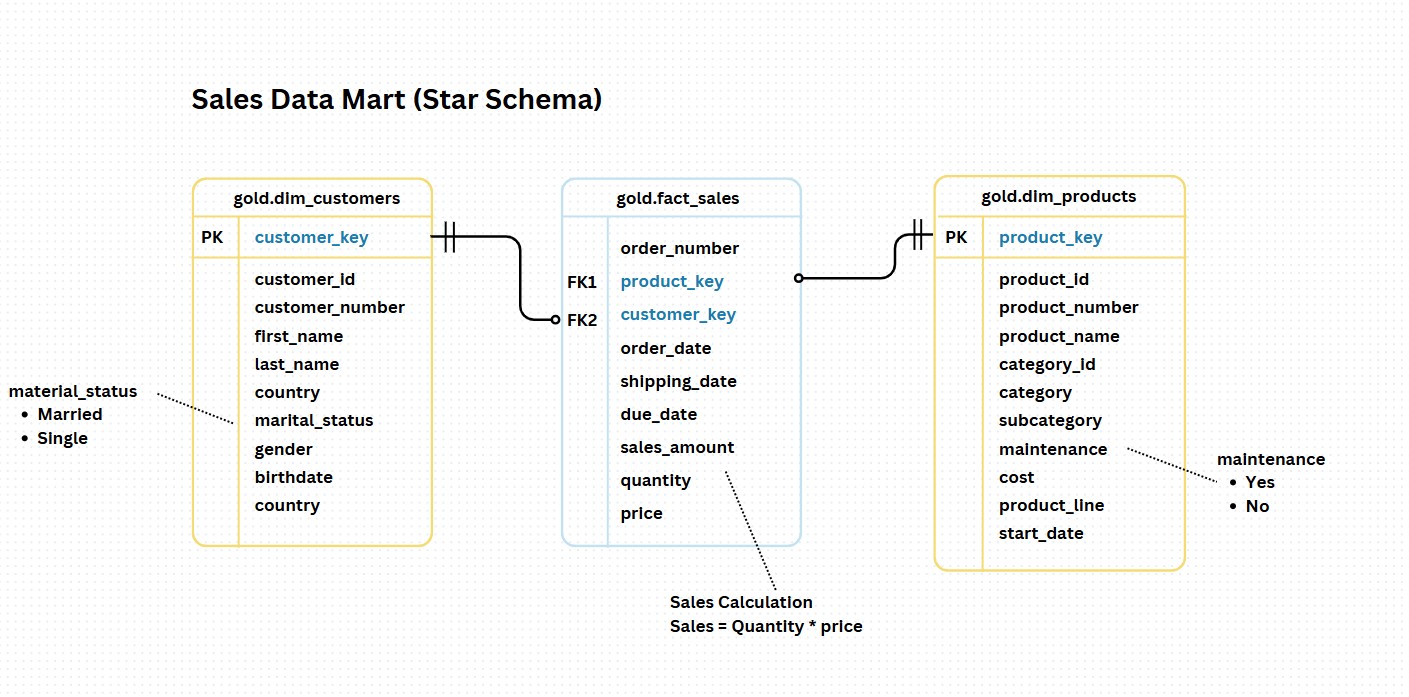 Sales Data Mart (Star Schema)
gold.dim_customers
PK customer_key
customer_id
customer_number
first_name
last_name
country
marital_status
gender
birthdate
country
material_status
• Married
• Single
gold.fact_sales
order_number
FK1 product_key
FK2 customer_key
order_date
shipping_date
due_date
sales_amount
quantity
price
Sales Calculation
Sales = Quantity * price
gold.dim_products
PK product_key
product_id
product_number
product_name
category_id
category
subcategory
maintenance
cost
product_line
start_date
maintenance
• Yes
• No